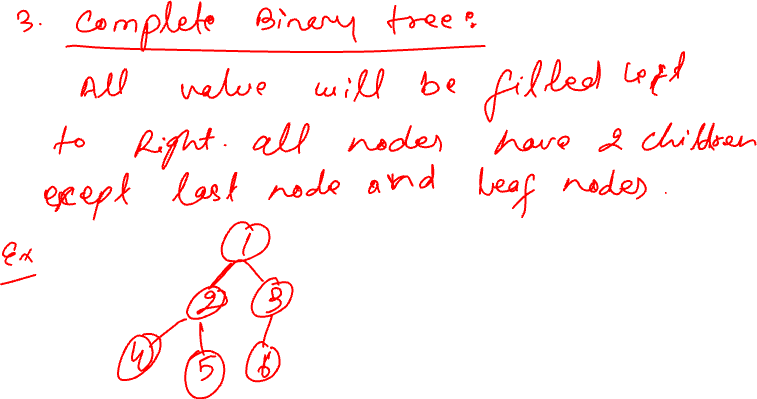 3. Complete Binary tree:
All value will be filled left
to Right. all nodes have 2 children
except last node and leaf nodes.
Ex
1
2 3
4 5 6